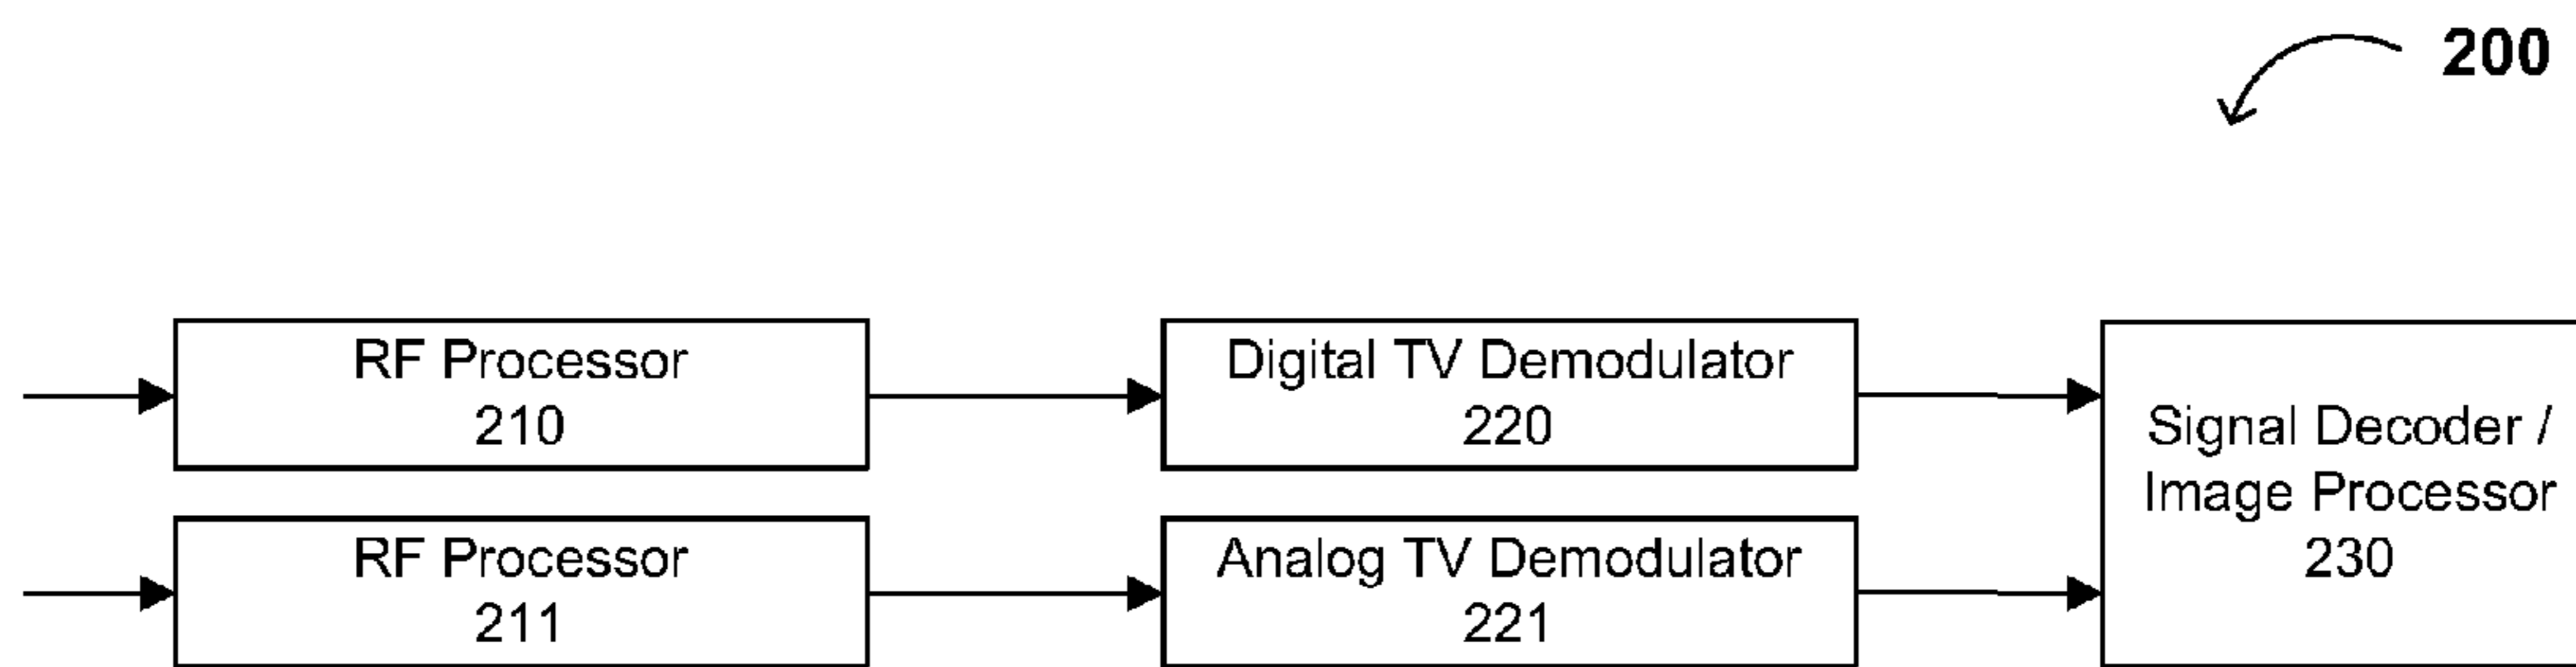 200
RF Processor
210
Digital TV Demodulator
220
Signal Decoder /
Image Processor
230
RF Processor
211
Analog TV Demodulator
221